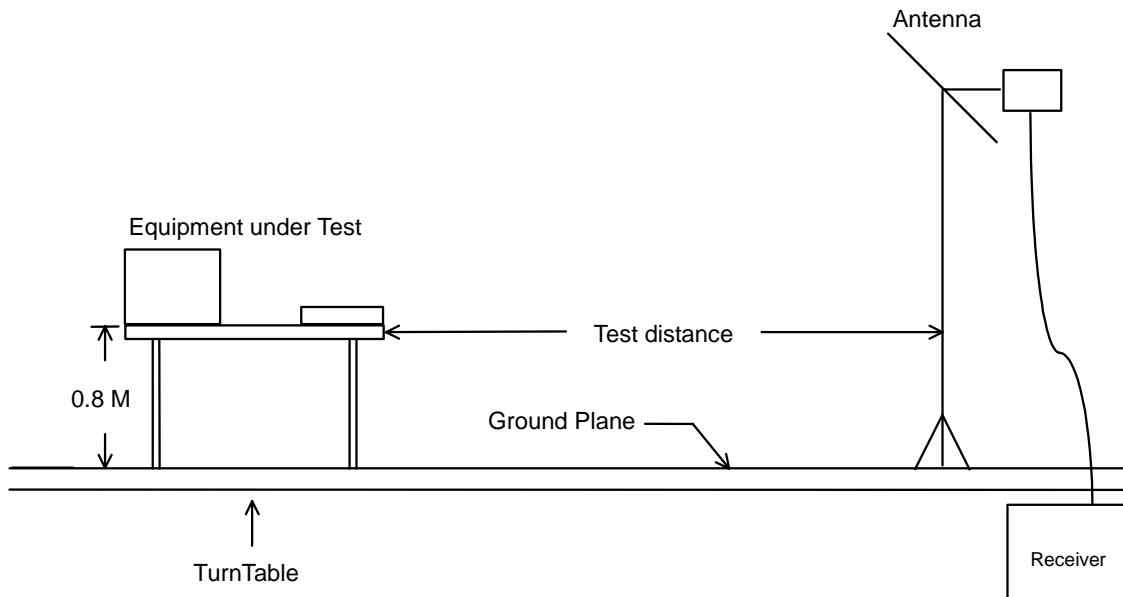 Antenna
Equipment under Test
Test distance
0.8 M
Ground Plane
TurnTable
Receiver